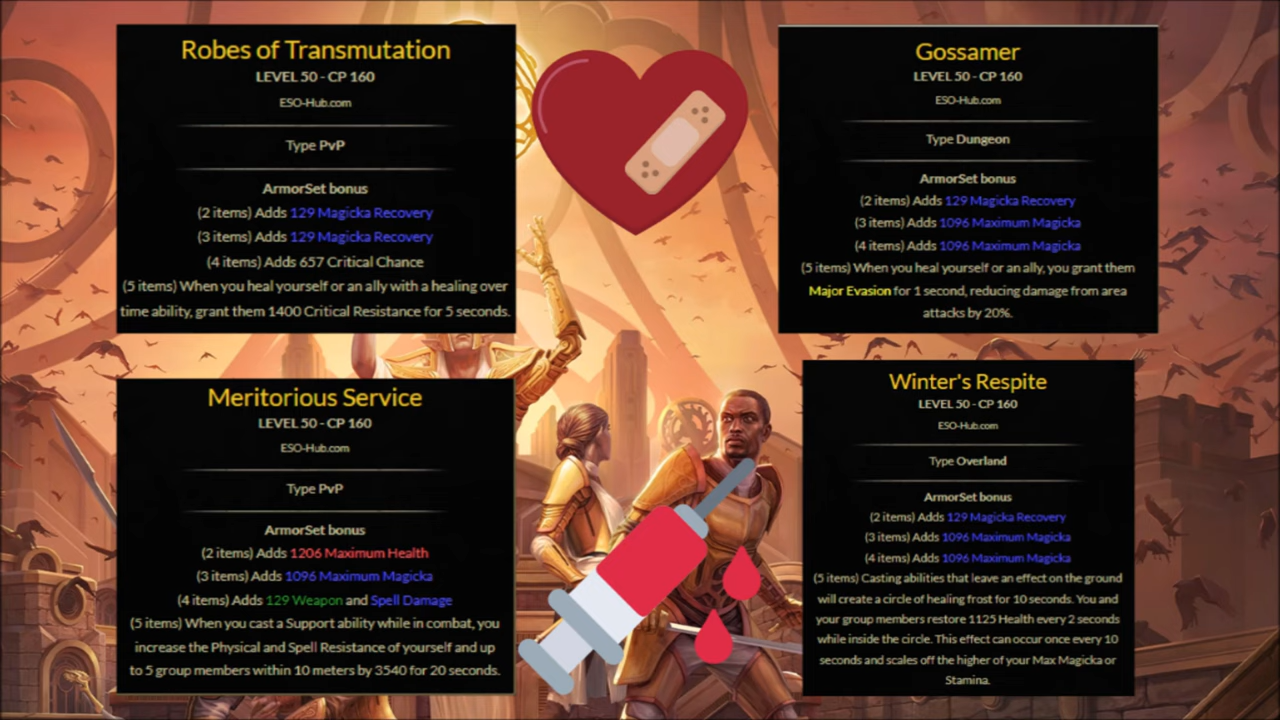 Robes of Transmutation
LEVEL 50 - CP 160
ESO-Hub.com
Type PvP
ArmorSet bonus
(2 items) Adds 129 Magicka Recovery
(3 items) Adds 129 Magicka Recovery
(4 items) Adds 657 Critical Chance
(5 items) When you heal yourself or an ally with a healing over
time ability, grant them 1400 Critical Resistance for 5 seconds.
Gossamer
LEVEL 50 - CP 160
ESO-Hub.com
Type Dungeon
ArmorSet bonus
(2 items) Adds 129 Magicka Recovery
(3 items) Adds 1096 Maximum Magicka
(4 items) Adds 1096 Maximum Magicka
(5 items) When you heal yourself or an ally, you grant them
Major Evasion for 1 second, reducing damage from area
attacks by 20%.
Meritorious Service
LEVEL 50 - CP 160
ESO-Hub.com
Type PvP
ArmorSet bonus
(2 items) Adds 1206 Maximum Health
(3 items) Adds 1096 Maximum Magicka
(4 items) Adds 129 Weapon and Spell Damage
(5 items) When you cast a Support ability while in combat, you
increase the Physical and Spell Resistance of yourself and up
to 5 group members within 10 meters by 3540 for 20 seconds.
Winter's Respite
LEVEL 50 - CP 160
ESO-Hub.com
Type Overland
ArmorSet bonus
(2 items) Adds 129 Magicka Recovery
(3 items) Adds 1096 Maximum Magicka
(4 items) Adds 1096 Maximum Magicka
(5 items) Casting abilities that leave an effect on the ground
will create a circle of healing frost for 10 seconds. You and
your group members restore 1125 Health every 2 seconds
while inside the circle. This effect can occur once every 10
seconds and scales off the higher of your Max Magicka or
Stamina.